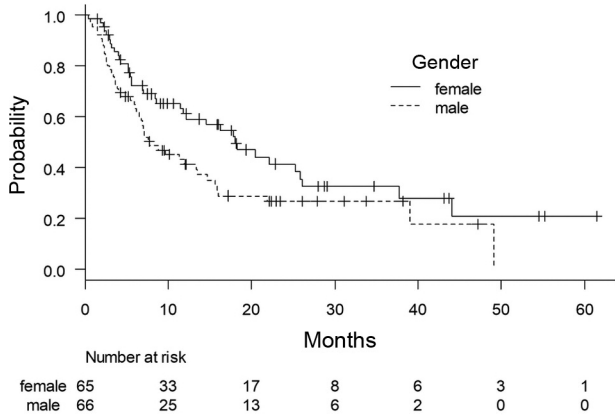 1.0
0.8
0.6
0.4
0.2
0.0
Probability
Gender
female
male
0 10 20 30 40 50 60
Months
Number at risk
female 65 33 17 8 6 3 1
male 66 25 13 6 2 0 0